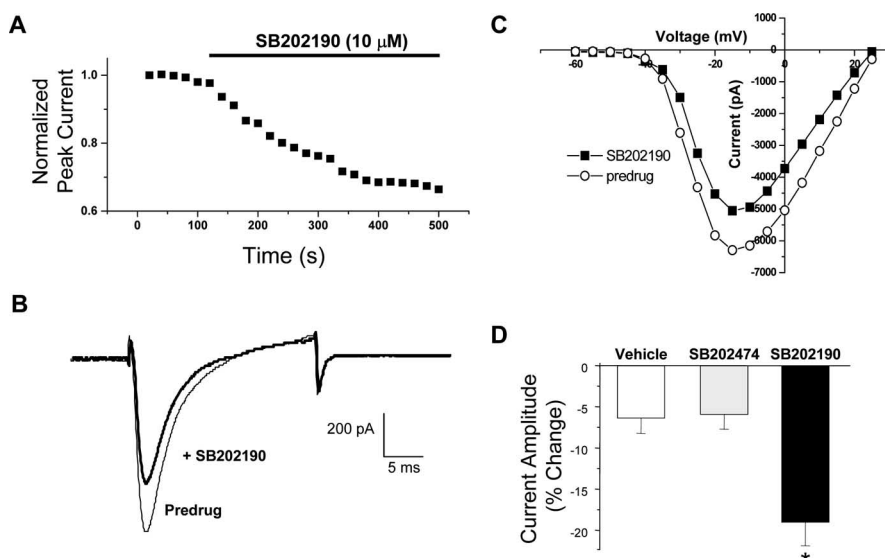 A
SB202190 (10 μM)
Normalized
Peak Current
1.0
0.8
0.6
0 100 200 300 400 500
Time (s)
B
+ SB202190
Predrug
200 pA
5 ms
C
Voltage (mV)
-60 -40 -20 0 20
0
-1000
-2000
-3000
-4000
-5000
-6000
-7000
Current (pA)
SB202190
predrug
D
Vehicle SB202474 SB202190
0
-5
-10
-15
-20
Current Amplitude
(% Change)
*